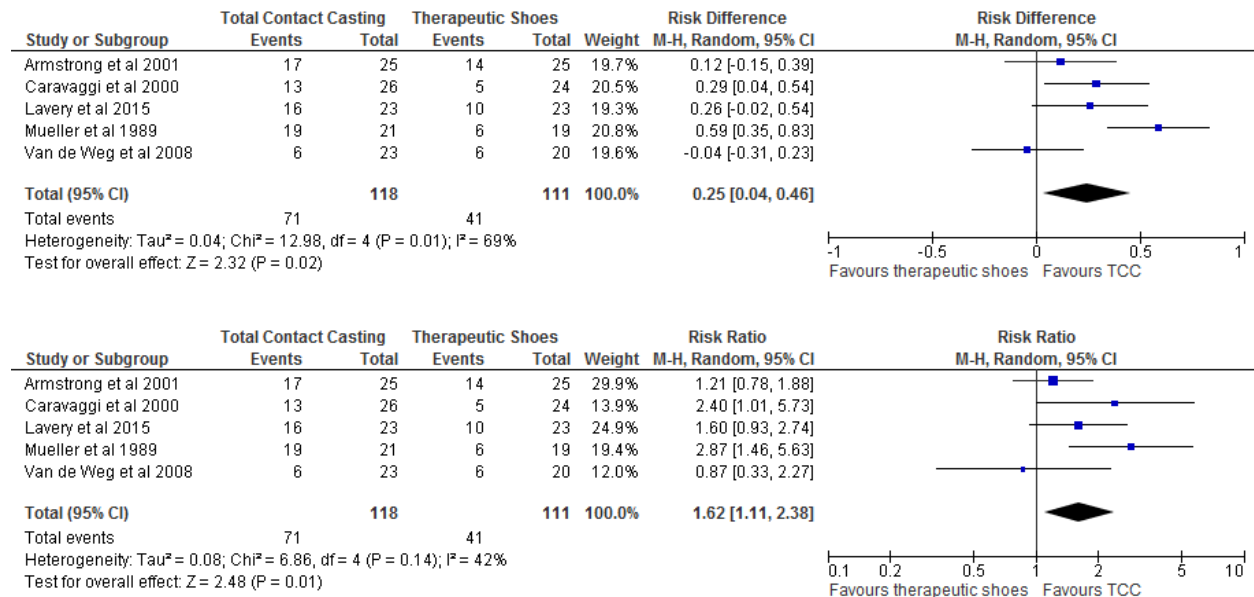 Total Contact Casting Therapeutic Shoes Risk Difference Risk Difference
Study or Subgroup Events Total Events Total Weight M-H, Random, 95% CI M-H, Random, 95% CI
Armstrong et al 2001 17 25 14 25 19.7% 0.12 [-0.15, 0.39]
Caravaggi et al 2000 13 26 5 24 20.5% 0.29 [0.04, 0.54]
Lavery et al 2015 16 23 10 23 19.4% 0.26 [-0.02, 0.54]
Mueller et al 1989 19 21 6 19 20.8% 0.59 [0.35, 0.83]
Van de Weg et al 2008 6 23 6 20 19.6% -0.04 [-0.31, 0.23]
Total (95% CI) 118 111 100.0% 0.25 [0.04, 0.46]
Total events 71 41
Heterogeneity: Tau² = 0.04; Chi² = 12.98, df = 4 (P = 0.01); I² = 69%
Test for overall effect: Z = 2.32 (P = 0.02)
-1 -0.5 0 0.5 1
Favours therapeutic shoes Favours TCC
Total Contact Casting Therapeutic Shoes Risk Ratio Risk Ratio
Study or Subgroup Events Total Events Total Weight M-H, Random, 95% CI M-H, Random, 95% CI
Armstrong et al 2001 17 25 14 25 29.9% 1.21 [0.78, 1.88]
Caravaggi et al 2000 13 26 5 24 13.9% 2.40 [1.01, 5.73]
Lavery et al 2015 16 23 10 23 24.9% 1.60 [0.93, 2.74]
Mueller et al 1989 19 21 6 19 19.4% 2.87 [1.46, 5.63]
Van de Weg et al 2008 6 23 6 20 12.0% 0.87 [0.33, 2.27]
Total (95% CI) 118 111 100.0% 1.62 [1.11, 2.38]
Total events 71 41
Heterogeneity: Tau² = 0.08; Chi² = 6.86, df = 4 (P = 0.14); I² = 42%
Test for overall effect: Z = 2.48 (P = 0.01)
0.1 0.2 0.5 1 2 5 10
Favours therapeutic shoes Favours TCC